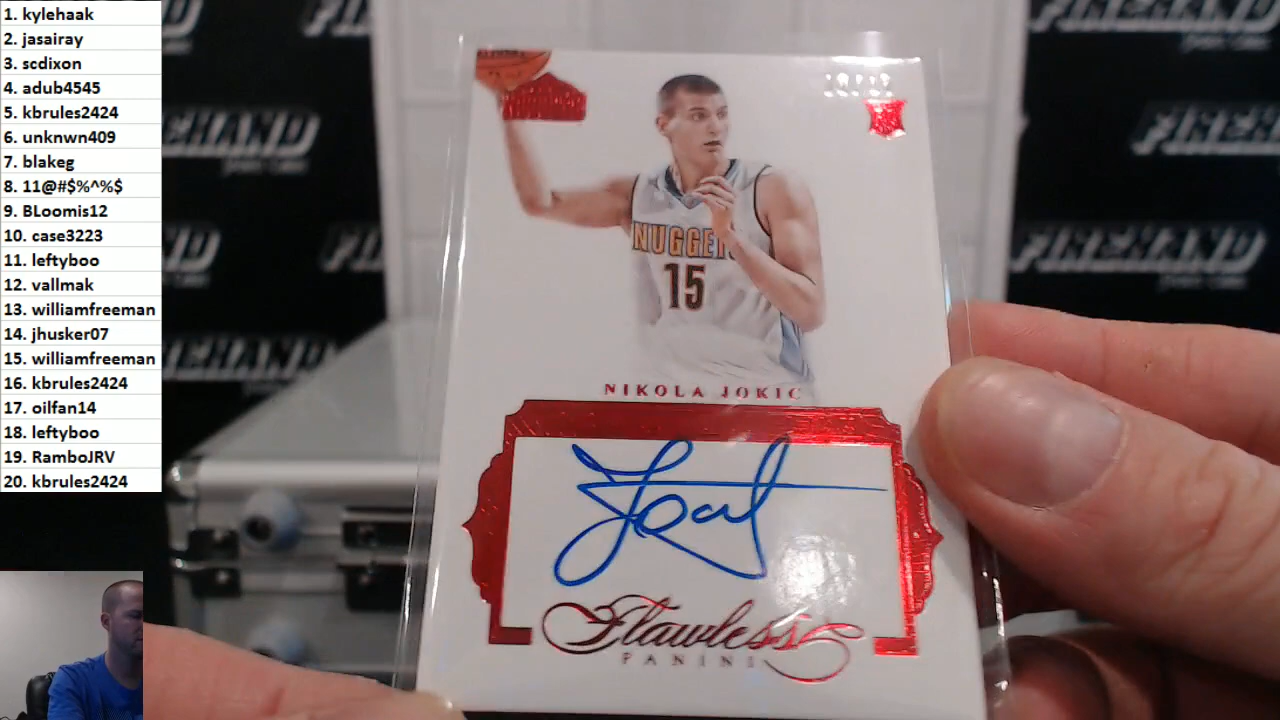 1. kylehaak
2. jasairay
3. scdixon
4. adub4545
5. kbrules2424
6. unknwn409
7. blakeg
8. 11@#$%^%$
9. BLoomis12
10. case3223
11. leftyboo
12. vallmak
13. williamfreeman
14. jhusker07
15. williamfreeman
16. kbrules2424
17. oilfan14
18. leftyboo
19. RamboJRV
20. kbrules2424
FIREHAND
FIREHAND
NUGGE
15
NIKOLA JOKIC
Flawless
PANINI